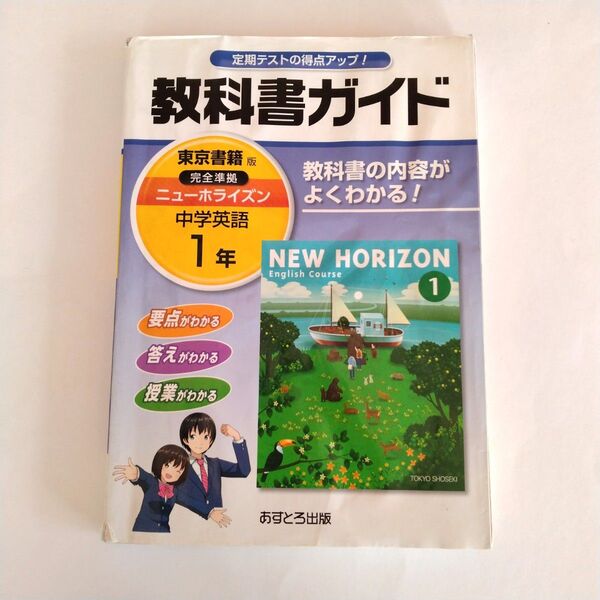 定期テストの得点アップ!
教科書ガイド
東京書籍 版
完全準拠
ニューホライズン
中学英語
1年
教科書の内容が
よくわかる!
NEW HORIZON
English Course
1
要点がわかる
答えがわかる
授業がわかる
TOKYO SHOSEKI
あすとろ出版